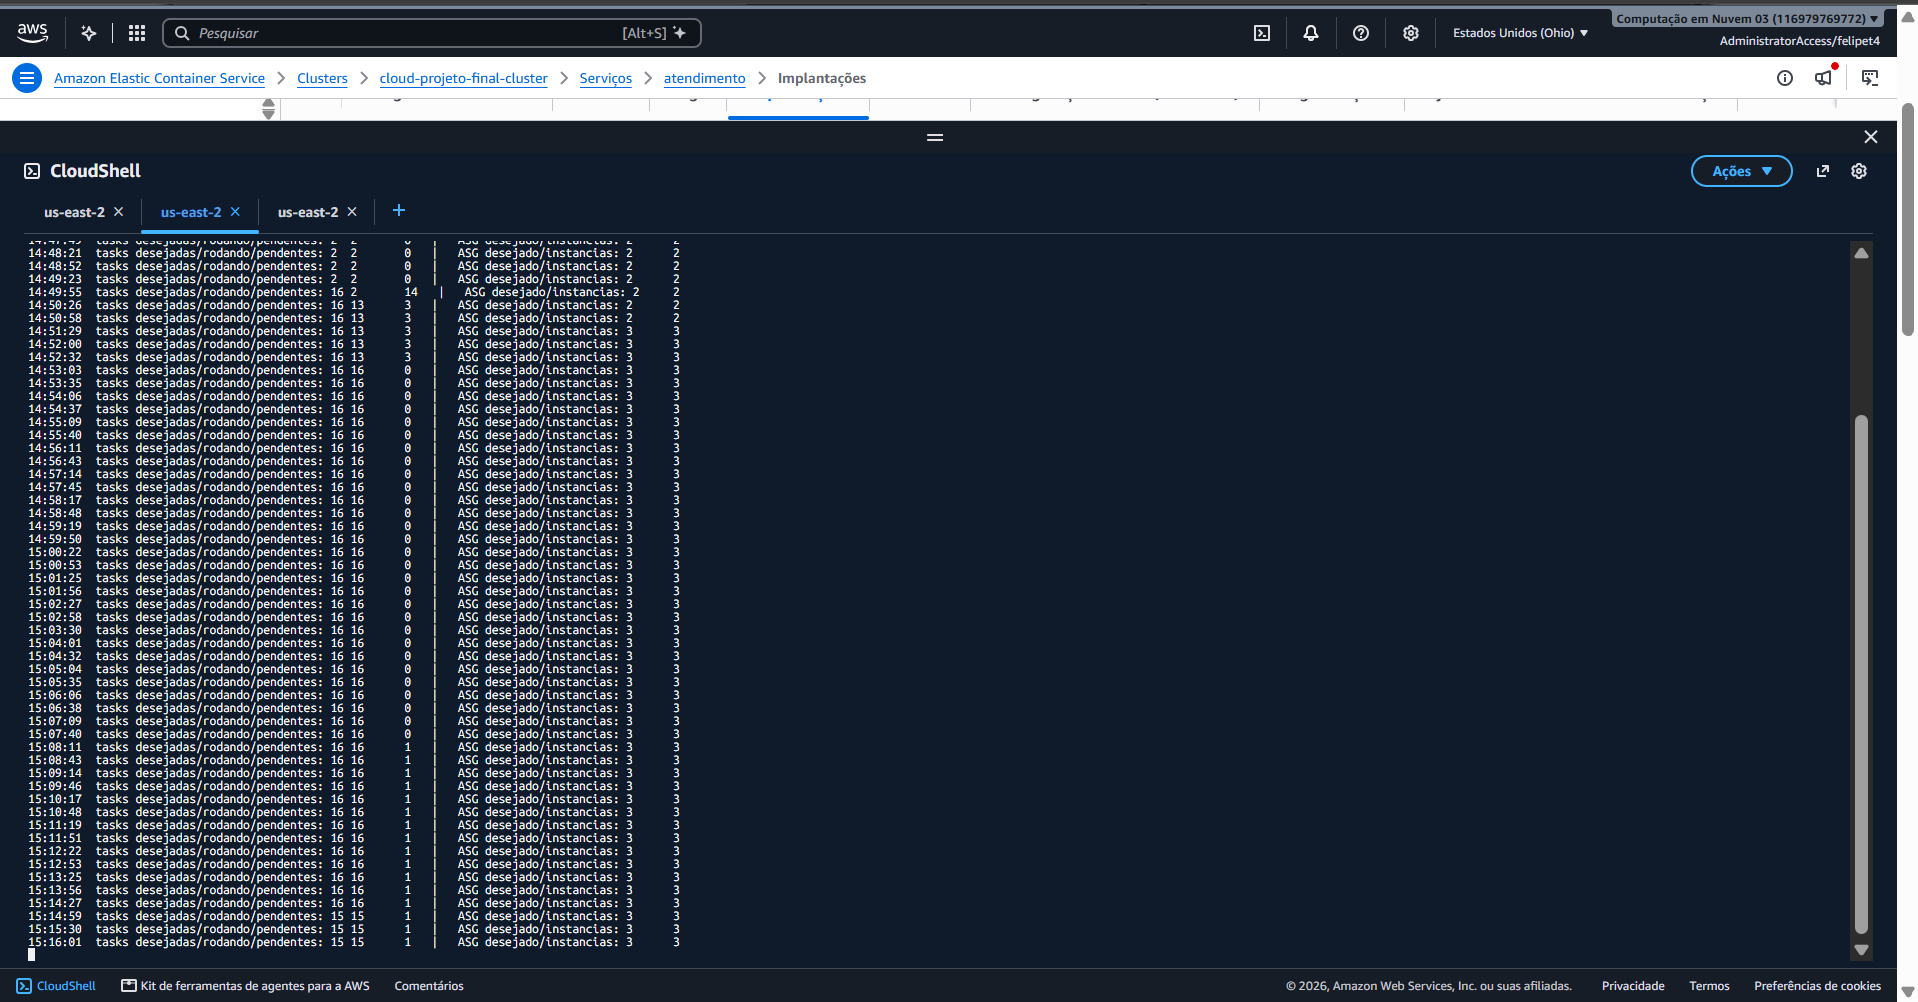 aws
Pesquisar
[Alt+S]
Estados Unidos (Ohio)
Computação em Nuvem 03 (116979769772)
AdministratorAccess/felipet4
Amazon Elastic Container Service
Clusters
cloud-projeto-final-cluster
Serviços
atendimento
Implantações
CloudShell
Ações
us-east-2
us-east-2
us-east-2
14:47:49 tasks desejadas/rodando/pendentes: 2 2 0 | ASG desejado/instancias: 2 2
14:48:21 tasks desejadas/rodando/pendentes: 2 2 0 | ASG desejado/instancias: 2 2
14:48:52 tasks desejadas/rodando/pendentes: 2 2 0 | ASG desejado/instancias: 2 2
14:49:23 tasks desejadas/rodando/pendentes: 2 2 0 | ASG desejado/instancias: 2 2
14:49:55 tasks desejadas/rodando/pendentes: 16 2 14 | ASG desejado/instancias: 2 2
14:50:26 tasks desejadas/rodando/pendentes: 16 13 3 | ASG desejado/instancias: 2 2
14:50:58 tasks desejadas/rodando/pendentes: 16 13 3 | ASG desejado/instancias: 2 2
14:51:29 tasks desejadas/rodando/pendentes: 16 13 3 | ASG desejado/instancias: 3 3
14:52:00 tasks desejadas/rodando/pendentes: 16 13 3 | ASG desejado/instancias: 3 3
14:52:32 tasks desejadas/rodando/pendentes: 16 13 3 | ASG desejado/instancias: 3 3
14:53:03 tasks desejadas/rodando/pendentes: 16 16 0 | ASG desejado/instancias: 3 3
14:53:35 tasks desejadas/rodando/pendentes: 16 16 0 | ASG desejado/instancias: 3 3
14:54:06 tasks desejadas/rodando/pendentes: 16 16 0 | ASG desejado/instancias: 3 3
14:54:37 tasks desejadas/rodando/pendentes: 16 16 0 | ASG desejado/instancias: 3 3
14:55:09 tasks desejadas/rodando/pendentes: 16 16 0 | ASG desejado/instancias: 3 3
14:55:40 tasks desejadas/rodando/pendentes: 16 16 0 | ASG desejado/instancias: 3 3
14:56:11 tasks desejadas/rodando/pendentes: 16 16 0 | ASG desejado/instancias: 3 3
14:56:43 tasks desejadas/rodando/pendentes: 16 16 0 | ASG desejado/instancias: 3 3
14:57:14 tasks desejadas/rodando/pendentes: 16 16 0 | ASG desejado/instancias: 3 3
14:57:45 tasks desejadas/rodando/pendentes: 16 16 0 | ASG desejado/instancias: 3 3
14:58:17 tasks desejadas/rodando/pendentes: 16 16 0 | ASG desejado/instancias: 3 3
14:58:48 tasks desejadas/rodando/pendentes: 16 16 0 | ASG desejado/instancias: 3 3
14:59:19 tasks desejadas/rodando/pendentes: 16 16 0 | ASG desejado/instancias: 3 3
14:59:50 tasks desejadas/rodando/pendentes: 16 16 0 | ASG desejado/instancias: 3 3
15:00:22 tasks desejadas/rodando/pendentes: 16 16 0 | ASG desejado/instancias: 3 3
15:00:53 tasks desejadas/rodando/pendentes: 16 16 0 | ASG desejado/instancias: 3 3
15:01:25 tasks desejadas/rodando/pendentes: 16 16 0 | ASG desejado/instancias: 3 3
15:01:56 tasks desejadas/rodando/pendentes: 16 16 0 | ASG desejado/instancias: 3 3
15:02:27 tasks desejadas/rodando/pendentes: 16 16 0 | ASG desejado/instancias: 3 3
15:02:58 tasks desejadas/rodando/pendentes: 16 16 0 | ASG desejado/instancias: 3 3
15:03:30 tasks desejadas/rodando/pendentes: 16 16 0 | ASG desejado/instancias: 3 3
15:04:01 tasks desejadas/rodando/pendentes: 16 16 0 | ASG desejado/instancias: 3 3
15:04:32 tasks desejadas/rodando/pendentes: 16 16 0 | ASG desejado/instancias: 3 3
15:05:04 tasks desejadas/rodando/pendentes: 16 16 0 | ASG desejado/instancias: 3 3
15:05:35 tasks desejadas/rodando/pendentes: 16 16 0 | ASG desejado/instancias: 3 3
15:06:06 tasks desejadas/rodando/pendentes: 16 16 0 | ASG desejado/instancias: 3 3
15:06:38 tasks desejadas/rodando/pendentes: 16 16 0 | ASG desejado/instancias: 3 3
15:07:09 tasks desejadas/rodando/pendentes: 16 16 0 | ASG desejado/instancias: 3 3
15:07:40 tasks desejadas/rodando/pendentes: 16 16 0 | ASG desejado/instancias: 3 3
15:08:11 tasks desejadas/rodando/pendentes: 16 16 1 | ASG desejado/instancias: 3 3
15:08:43 tasks desejadas/rodando/pendentes: 16 16 1 | ASG desejado/instancias: 3 3
15:09:14 tasks desejadas/rodando/pendentes: 16 16 1 | ASG desejado/instancias: 3 3
15:09:46 tasks desejadas/rodando/pendentes: 16 16 1 | ASG desejado/instancias: 3 3
15:10:17 tasks desejadas/rodando/pendentes: 16 16 1 | ASG desejado/instancias: 3 3
15:10:48 tasks desejadas/rodando/pendentes: 16 16 1 | ASG desejado/instancias: 3 3
15:11:19 tasks desejadas/rodando/pendentes: 16 16 1 | ASG desejado/instancias: 3 3
15:11:51 tasks desejadas/rodando/pendentes: 16 16 1 | ASG desejado/instancias: 3 3
15:12:22 tasks desejadas/rodando/pendentes: 16 16 1 | ASG desejado/instancias: 3 3
15:12:53 tasks desejadas/rodando/pendentes: 16 16 1 | ASG desejado/instancias: 3 3
15:13:25 tasks desejadas/rodando/pendentes: 16 16 1 | ASG desejado/instancias: 3 3
15:13:56 tasks desejadas/rodando/pendentes: 16 16 1 | ASG desejado/instancias: 3 3
15:14:27 tasks desejadas/rodando/pendentes: 16 16 1 | ASG desejado/instancias: 3 3
15:14:59 tasks desejadas/rodando/pendentes: 15 15 1 | ASG desejado/instancias: 3 3
15:15:30 tasks desejadas/rodando/pendentes: 15 15 1 | ASG desejado/instancias: 3 3
15:16:01 tasks desejadas/rodando/pendentes: 15 15 1 | ASG desejado/instancias: 3 3
CloudShell
Kit de ferramentas de agentes para a AWS
Comentários
© 2026, Amazon Web Services, Inc. ou suas afiliadas.
Privacidade
Termos
Preferências de cookies